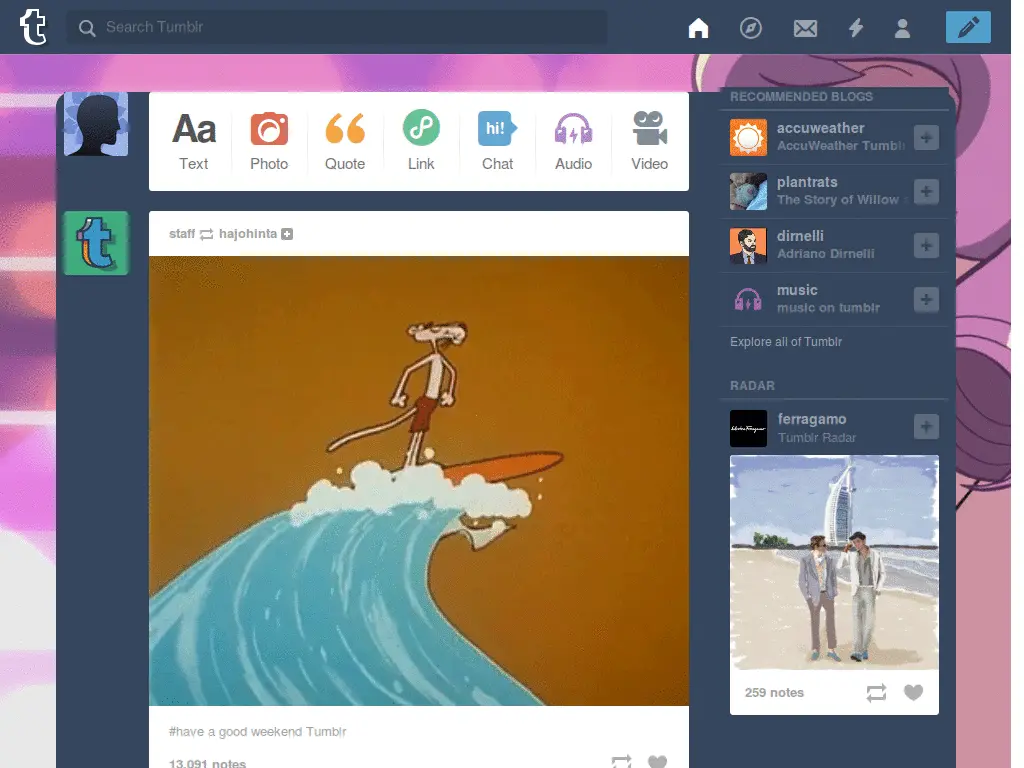 t
Search Tumblr
Aa
hi!
Text
Photo
Quote
Link
Chat
Audio
Video
t
staff hajohinta
#have a good weekend Tumblr
13,091 notes
RECOMMENDED BLOGS
accuweather
AccuWeather Tumbl
plantrats
The Story of Willow
dirnelli
Adriano Dirnelli
music
music on tumblr
Explore all of Tumblr
RADAR
ferragamo
Tumblr Radar
259 notes